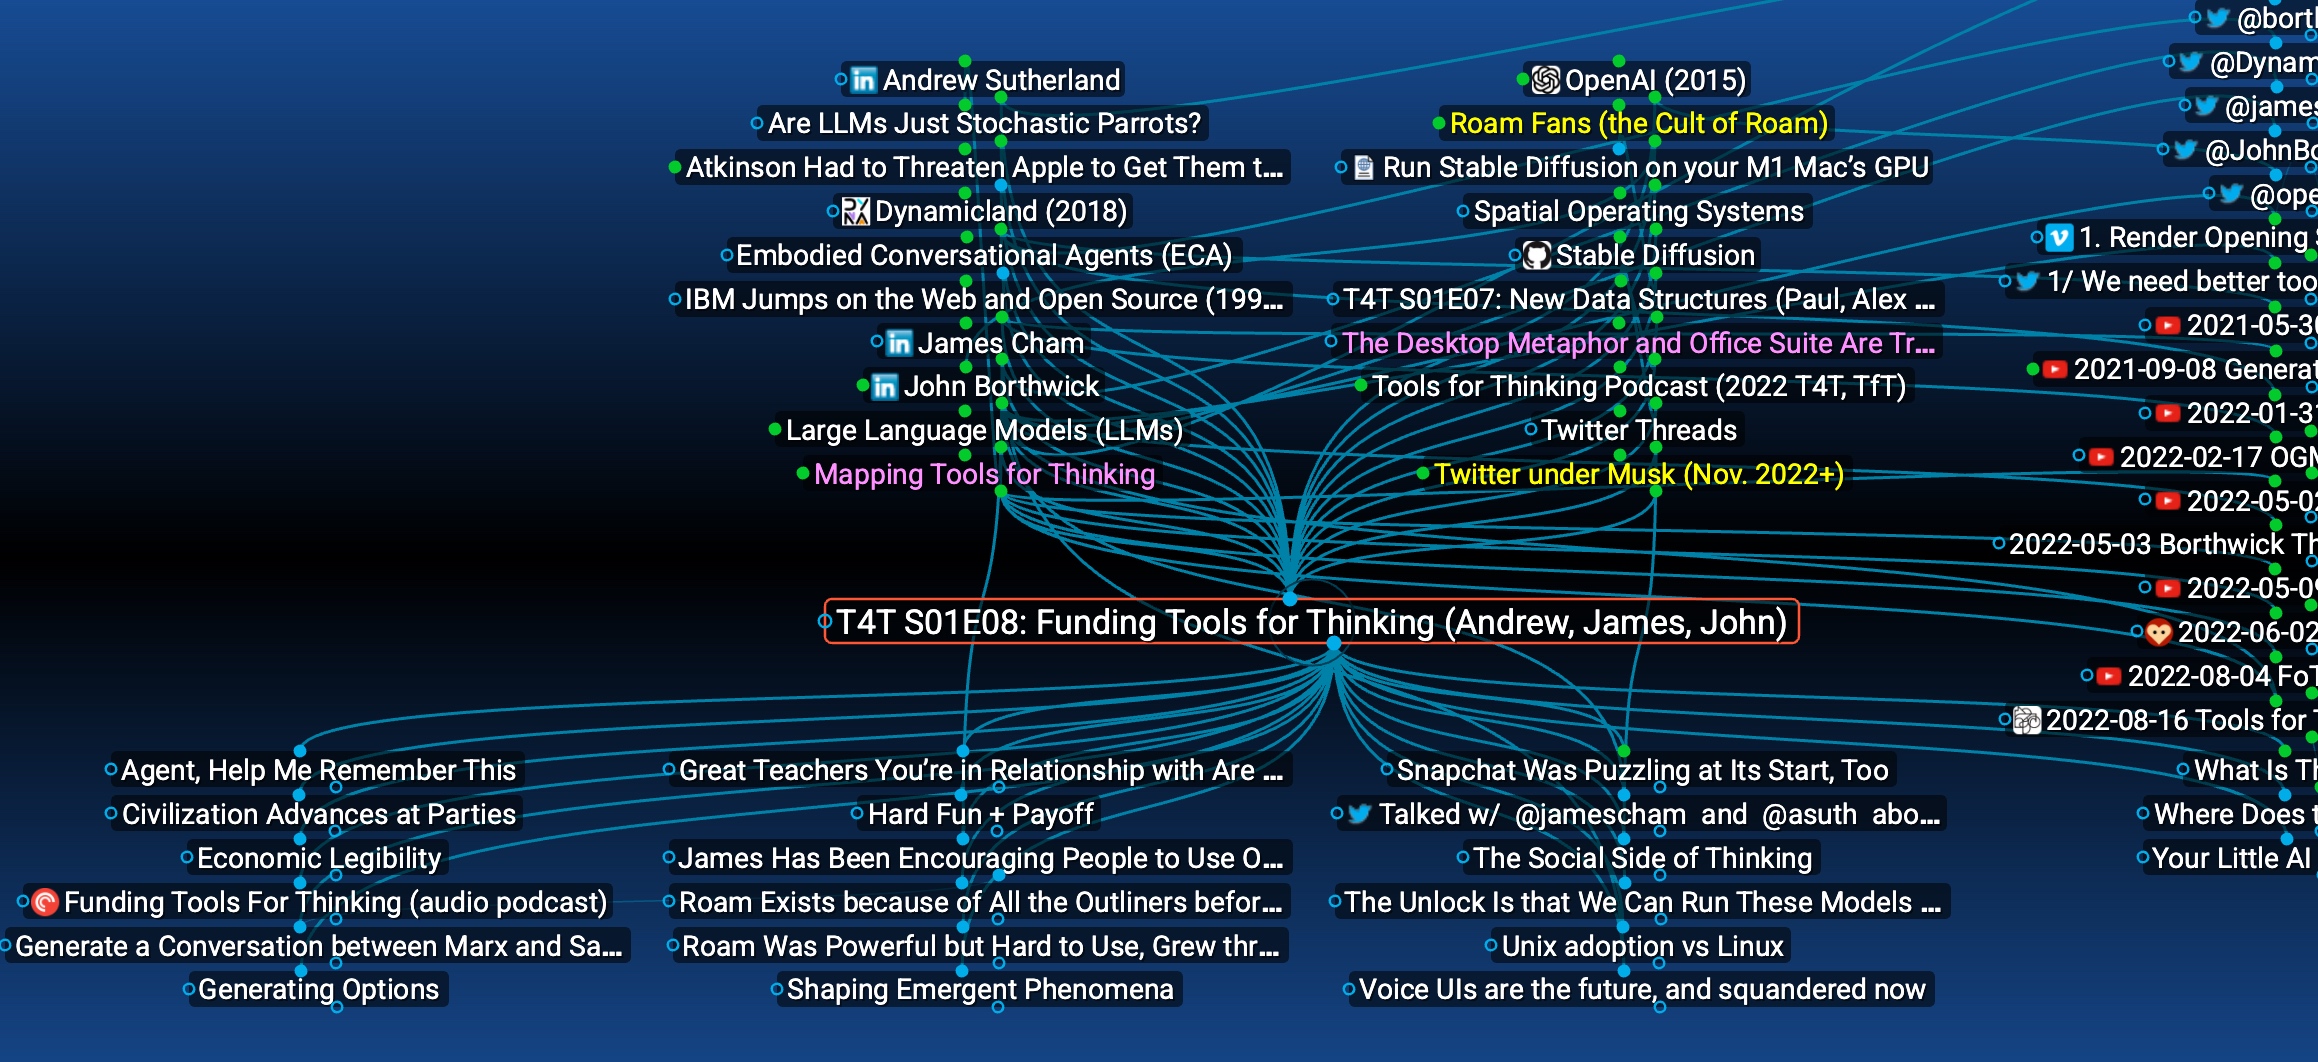 Andrew Sutherland
Are LLMs Just Stochastic Parrots?
Atkinson Had to Threaten Apple to Get Them t...
Dynamicland (2018)
Embodied Conversational Agents (ECA)
IBM Jumps on the Web and Open Source (199...
James Cham
John Borthwick
Large Language Models (LLMs)
Mapping Tools for Thinking
OpenAI (2015)
Roam Fans (the Cult of Roam)
Run Stable Diffusion on your M1 Mac’s GPU
Spatial Operating Systems
Stable Diffusion
T4T S01E07: New Data Structures (Paul, Alex ...
The Desktop Metaphor and Office Suite Are Tr...
Tools for Thinking Podcast (2022 T4T, TfT)
Twitter Threads
Twitter under Musk (Nov. 2022+)
@bort
@Dynam
@james
@JohnBo
@ope
1. Render Opening
1/ We need better too
2021-05-30
2021-09-08 Generat
2022-01-31
2022-02-17 OGM
2022-05-02
2022-05-03 Borthwick Th
2022-05-09
2022-06-02
2022-08-04 FoT
2022-08-16 Tools for
T4T S01E08: Funding Tools for Thinking (Andrew, James, John)
Agent, Help Me Remember This
Civilization Advances at Parties
Economic Legibility
Funding Tools For Thinking (audio podcast)
Generate a Conversation between Marx and Sa...
Generating Options
Great Teachers You’re in Relationship with Are ...
Hard Fun + Payoff
James Has Been Encouraging People to Use O...
Roam Exists because of All the Outliners befor...
Roam Was Powerful but Hard to Use, Grew thr...
Shaping Emergent Phenomena
Snapchat Was Puzzling at Its Start, Too
Talked w/ @jamescham and @asuth abo...
The Social Side of Thinking
The Unlock Is that We Can Run These Models ...
Unix adoption vs Linux
Voice UIs are the future, and squandered now
What Is Th
Where Does t
Your Little AI